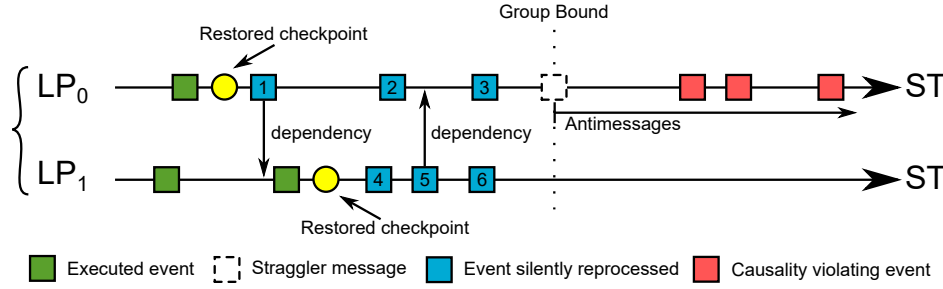 Group Bound
Restored checkpoint
LP0 1 2 3 ST
dependency dependency Antimessages
LP1 4 5 6 ST
Restored checkpoint
Executed event Straggler message Event silently reprocessed Causality violating event